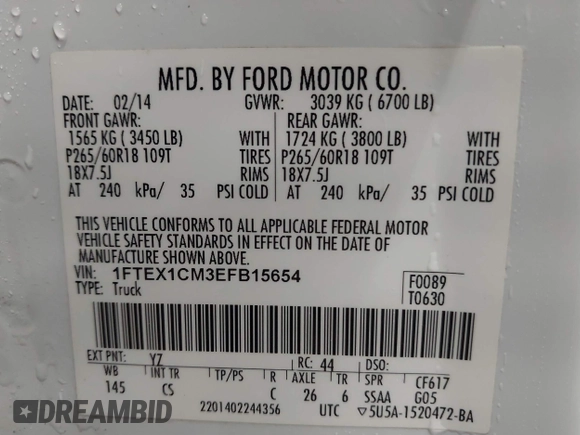 MFD. BY FORD MOTOR CO.
DATE: 02/14 GVWR: 3039 KG ( 6700 LB)
FRONT GAWR: REAR GAWR:
1565 KG ( 3450 LB) WITH 1724 KG ( 3800 LB) WITH
P265/60R18 109T TIRES P265/60R18 109T TIRES
18X7.5J RIMS 18X7.5J RIMS
AT 240 kPa/ 35 PSI COLD AT 240 kPa/ 35 PSI COLD
THIS VEHICLE CONFORMS TO ALL APPLICABLE FEDERAL MOTOR
VEHICLE SAFETY STANDARDS IN EFFECT ON THE DATE OF
MANUFACTURE SHOWN ABOVE.
VIN: 1FTEX1CM3EFB15654 F0089
TYPE: Truck T0630
EXT PNT: YZ RC: 44 DSO:
WB INT TR TP/PS R AXLE TR SPR CF617
145 CS C 26 6 SSAA G05
2201402244356 UTC ▽5U5A-1520472-BA
DREAMBID